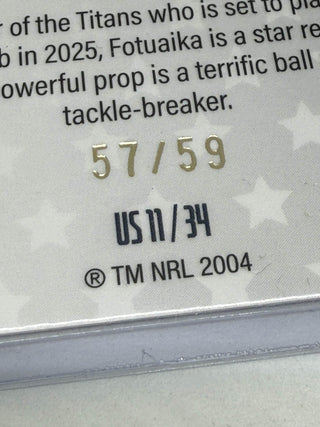 of the Titans who is set to
in 2025, Fotuaika is a star
powerful prop is a terrific ball
tackle-breaker.
57/59
US 11/34
® TM NRL 2004